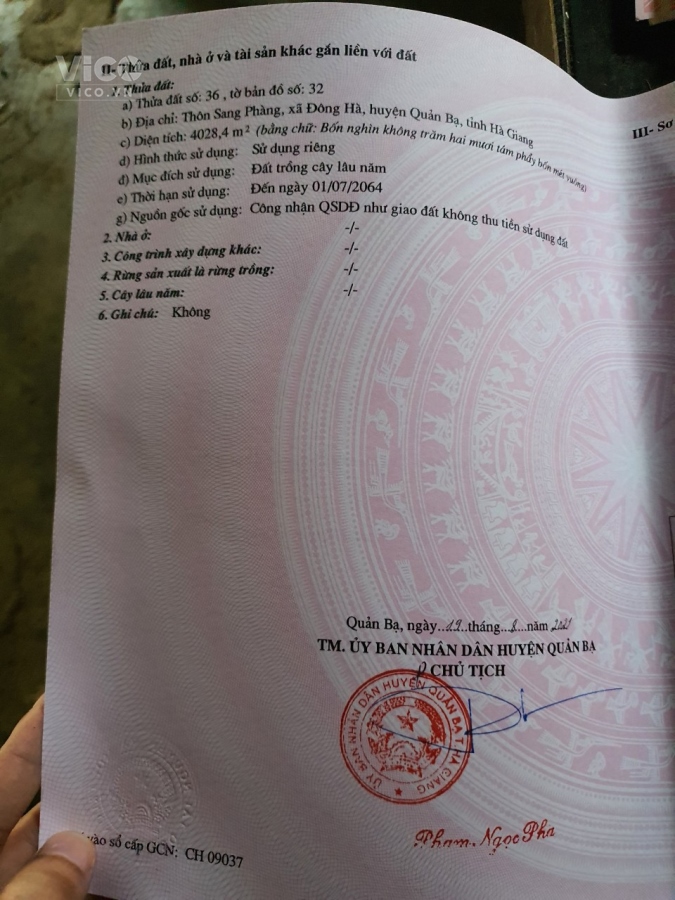 II- Thửa đất, nhà ở và tài sản khác gắn liền với đất
1. Thửa đất:
a) Thửa đất số: 36 , tờ bản đồ số: 32
b) Địa chỉ: Thôn Sang Phàng, xã Đông Hà, huyện Quản Bạ, tỉnh Hà Giang
c) Diện tích: 4028,4 m² (bằng chữ: Bốn nghìn không trăm hai mươi tám phẩy bốn mét vuông)
d) Hình thức sử dụng: Sử dụng riêng
đ) Mục đích sử dụng: Đất trồng cây lâu năm
e) Thời hạn sử dụng: Đến ngày 01/07/2064
g) Nguồn gốc sử dụng: Công nhận QSDĐ như giao đất không thu tiền sử dụng đất
2. Nhà ở: -/-
3. Công trình xây dựng khác: -/-
4. Rừng sản xuất là rừng trồng: -/-
5. Cây lâu năm: -/-
6. Ghi chú: Không
III- Sơ
Quản Bạ, ngày..19..tháng..8...năm 2021
TM. ỦY BAN NHÂN DÂN HUYỆN QUẢN BẠ
CHỦ TỊCH
ỦY BAN NHÂN DÂN HUYỆN QUẢN BẠ T. HÀ GIANG
Phạm Ngọc Pha
vào sổ cấp GCN: CH 09037
ViCO
VICO.VN